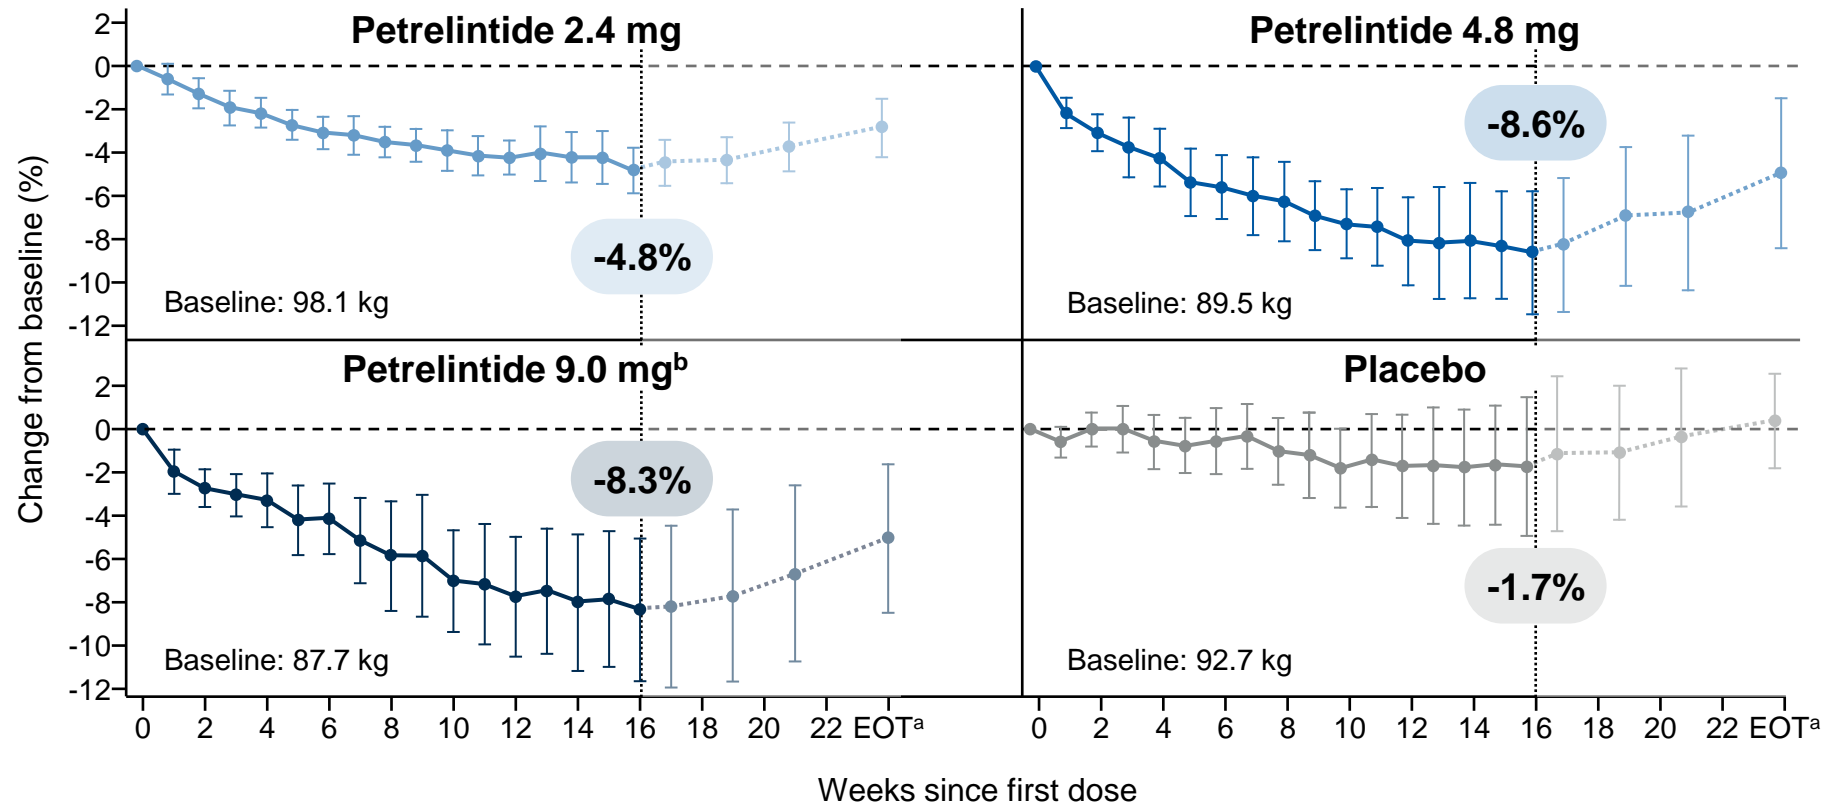 Change from baseline (%)
Petrelintide 2.4 mg
2
0
-2
-4
-6
-8
-10
-12
-4.8%
Baseline: 98.1 kg
Petrelintide 4.8 mg
-8.6%
Baseline: 89.5 kg
Petrelintide 9.0 mgᵇ
2
0
-2
-4
-6
-8
-10
-12
-8.3%
Baseline: 87.7 kg
Placebo
-1.7%
Baseline: 92.7 kg
0 2 4 6 8 10 12 14 16 18 20 22 EOTᵃ
0 2 4 6 8 10 12 14 16 18 20 22 EOTᵃ
Weeks since first dose